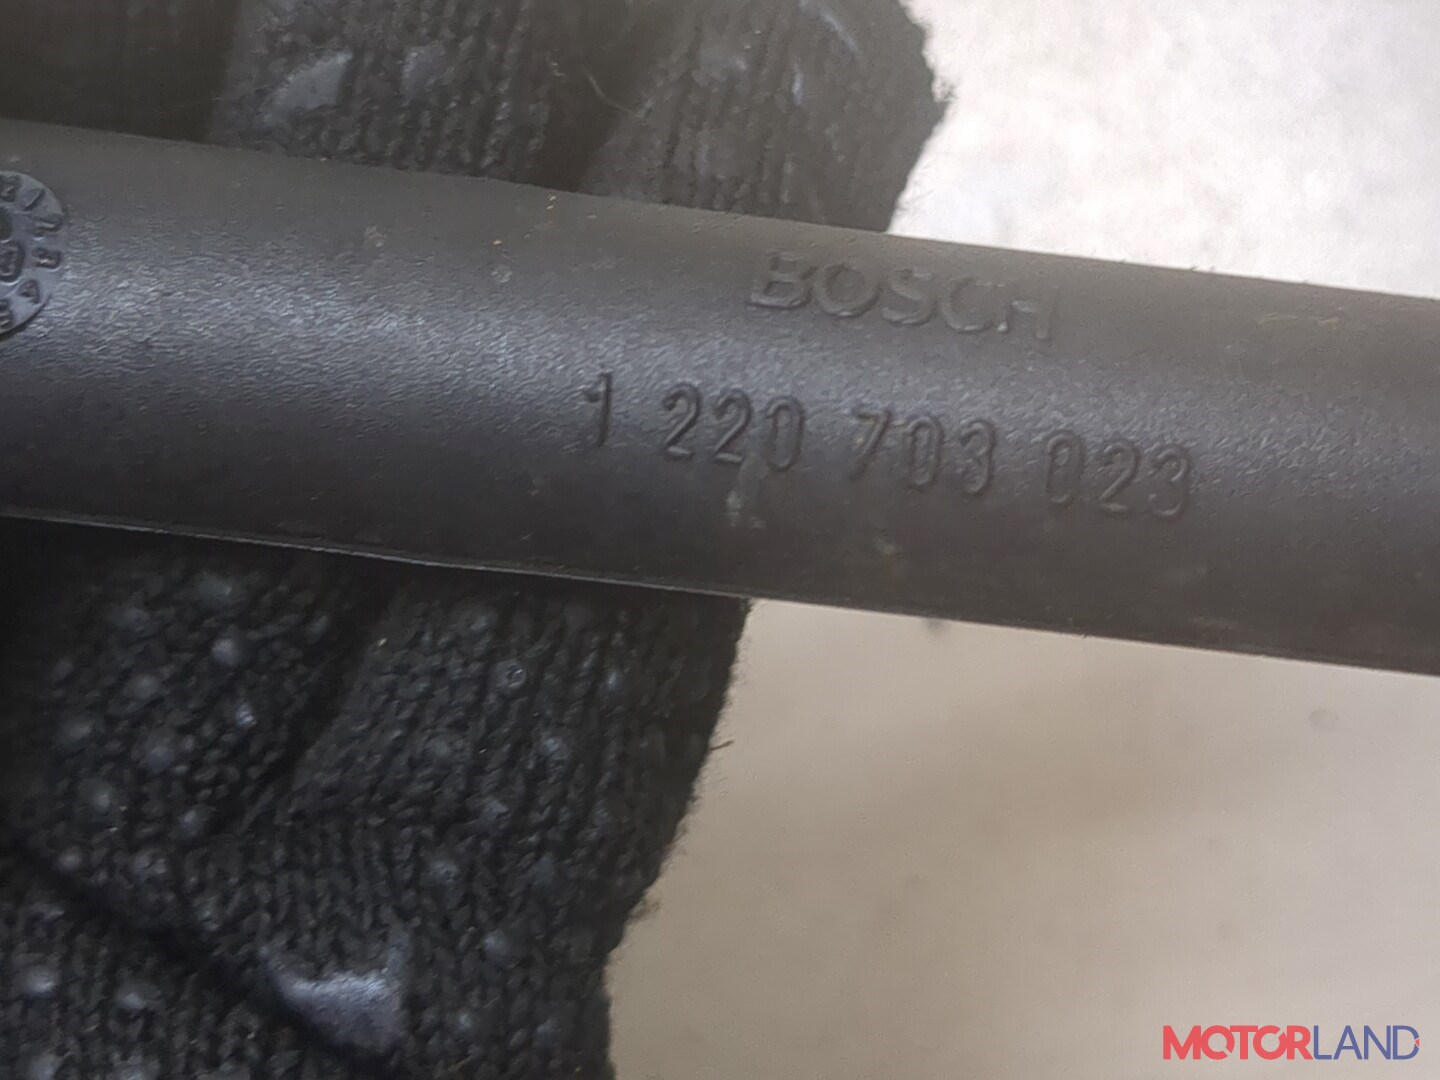 BOSCH
1 220 703 023
MOTORLAND